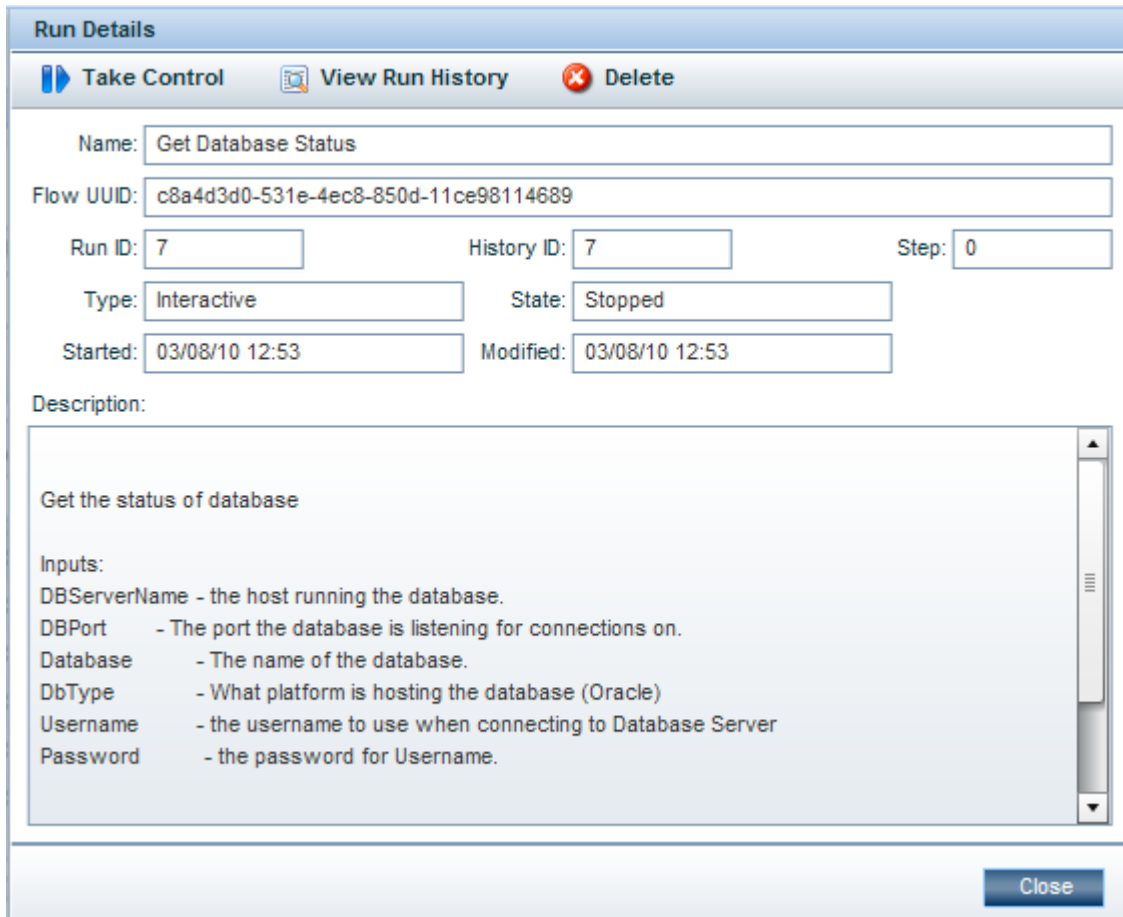 Run Details
Take Control View Run History Delete
Name: Get Database Status
Flow UUID: c8a4d3d0-531e-4ec8-850d-11ce98114689
Run ID: 7 History ID: 7 Step: 0
Type: Interactive State: Stopped
Started: 03/08/10 12:53 Modified: 03/08/10 12:53
Description:
Get the status of database
Inputs:
DBServerName - the host running the database.
DBPort - The port the database is listening for connections on.
Database - The name of the database.
DbType - What platform is hosting the database (Oracle)
Username - the username to use when connecting to Database Server
Password - the password for Username.
Close